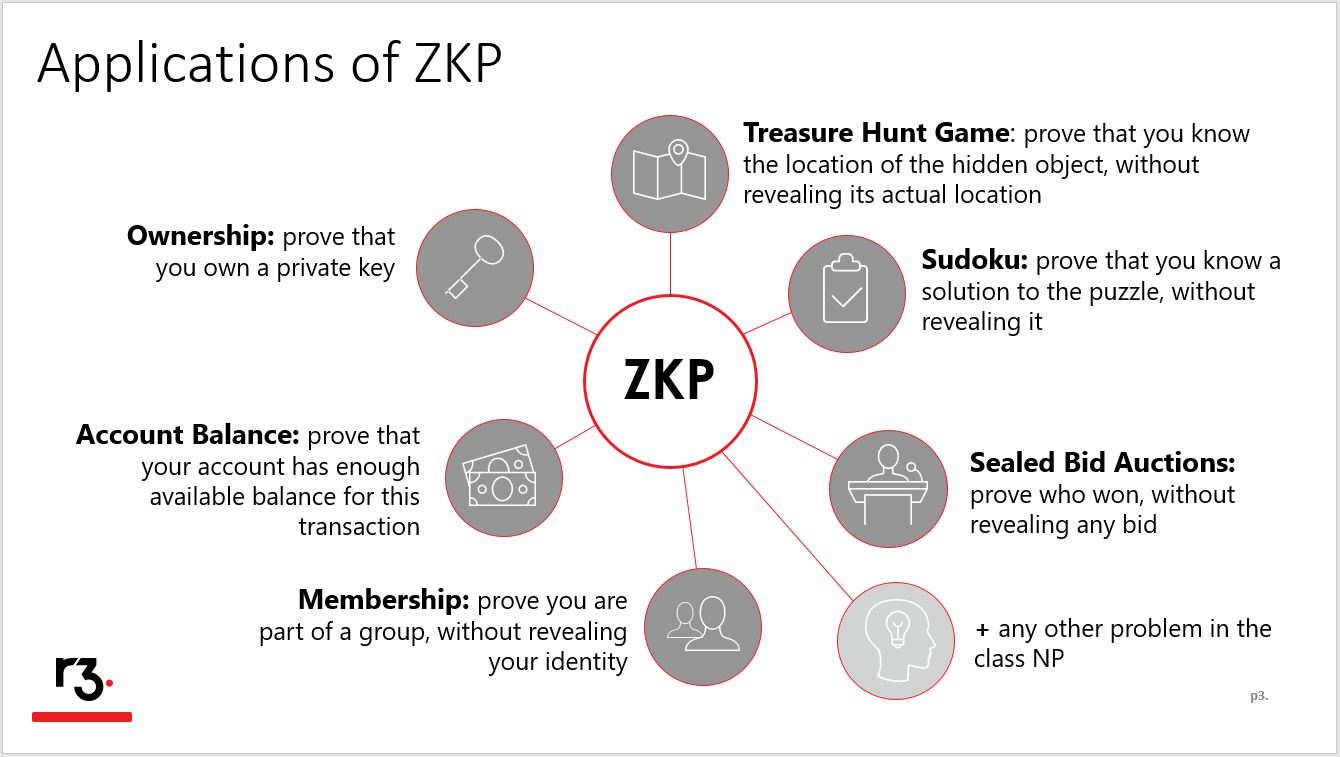 Applications of ZKP
Treasure Hunt Game: prove that you know
the location of the hidden object, without
revealing its actual location
Ownership: prove that
you own a private key
Sudoku: prove that you know a
solution to the puzzle, without
revealing it
ZKP
Account Balance: prove that
your account has enough
available balance for this
transaction
Sealed Bid Auctions:
prove who won, without
revealing any bid
Membership: prove you are
part of a group, without revealing
your identity
+ any other problem in the
class NP
r3.
p3.